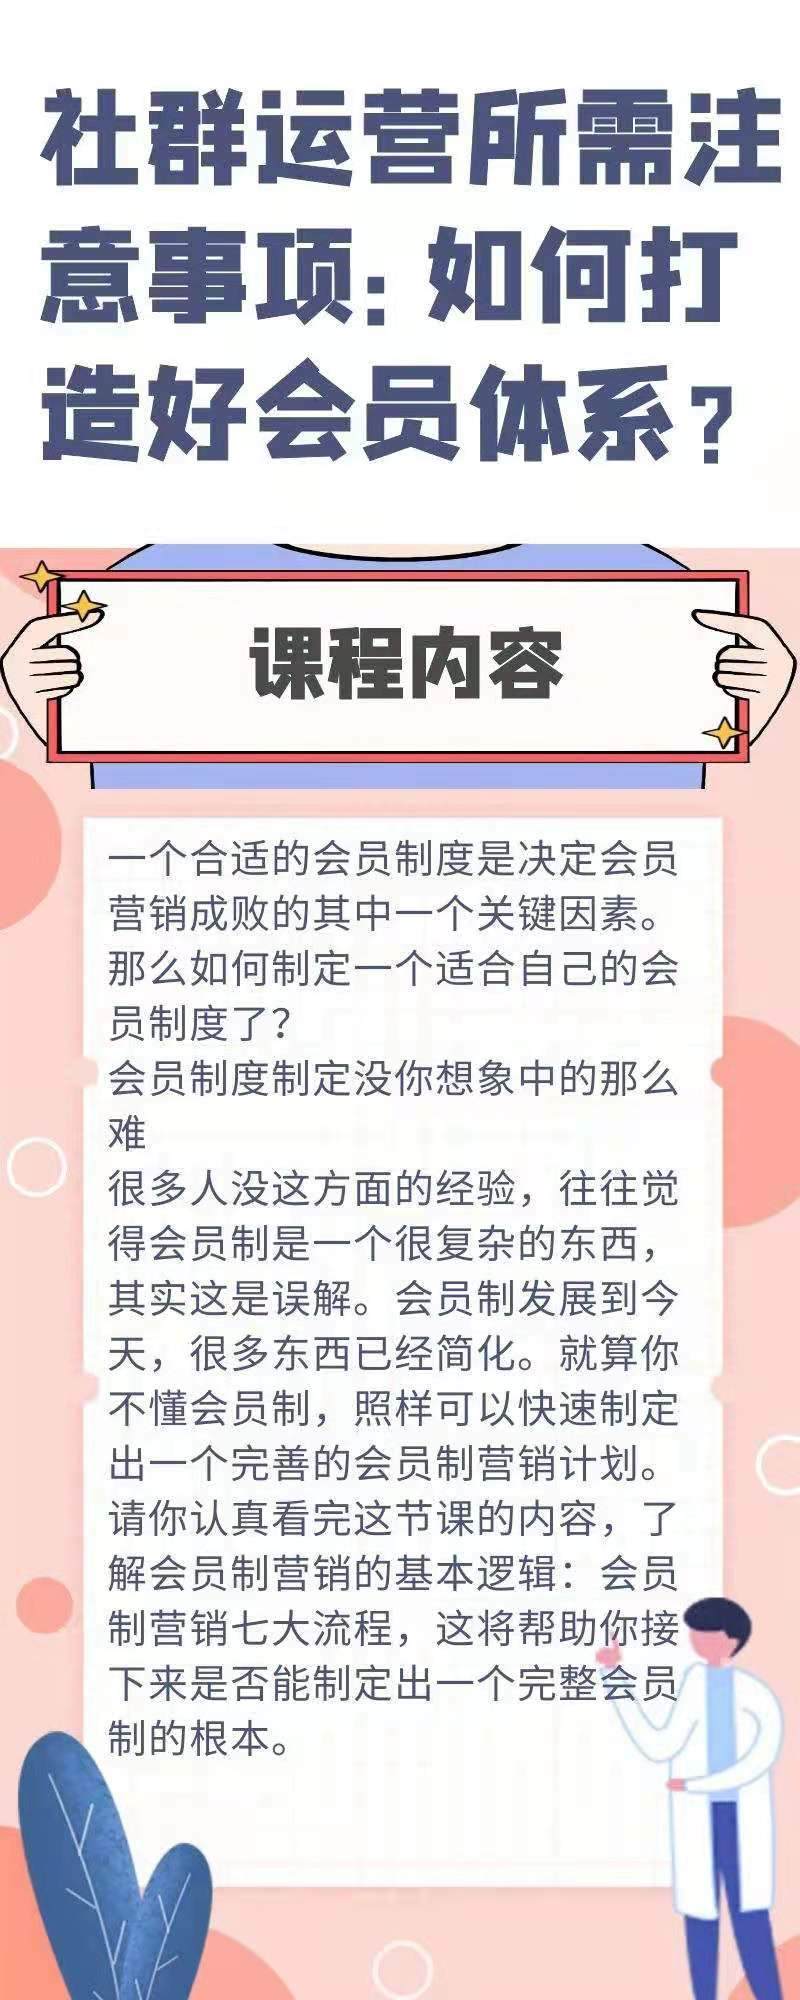 社群运营所需注
意事项：如何打
造好会员体系？
课程内容
一个合适的会员制度是决定会员
营销成败的其中一个关键因素。
那么如何制定一个适合自己的会
员制度了？
会员制度制定没你想象中的那么
难
很多人没这方面的经验，往往觉
得会员制是一个很复杂的东西，
其实这是误解。会员制发展到今
天，很多东西已经简化。就算你
不懂会员制，照样可以快速制定
出一个完善的会员制营销计划。
请你认真看完这节课的内容，了
解会员制营销的基本逻辑：会员
制营销七大流程，这将帮助你接
下来是否能制定出一个完整会员
制的根本。